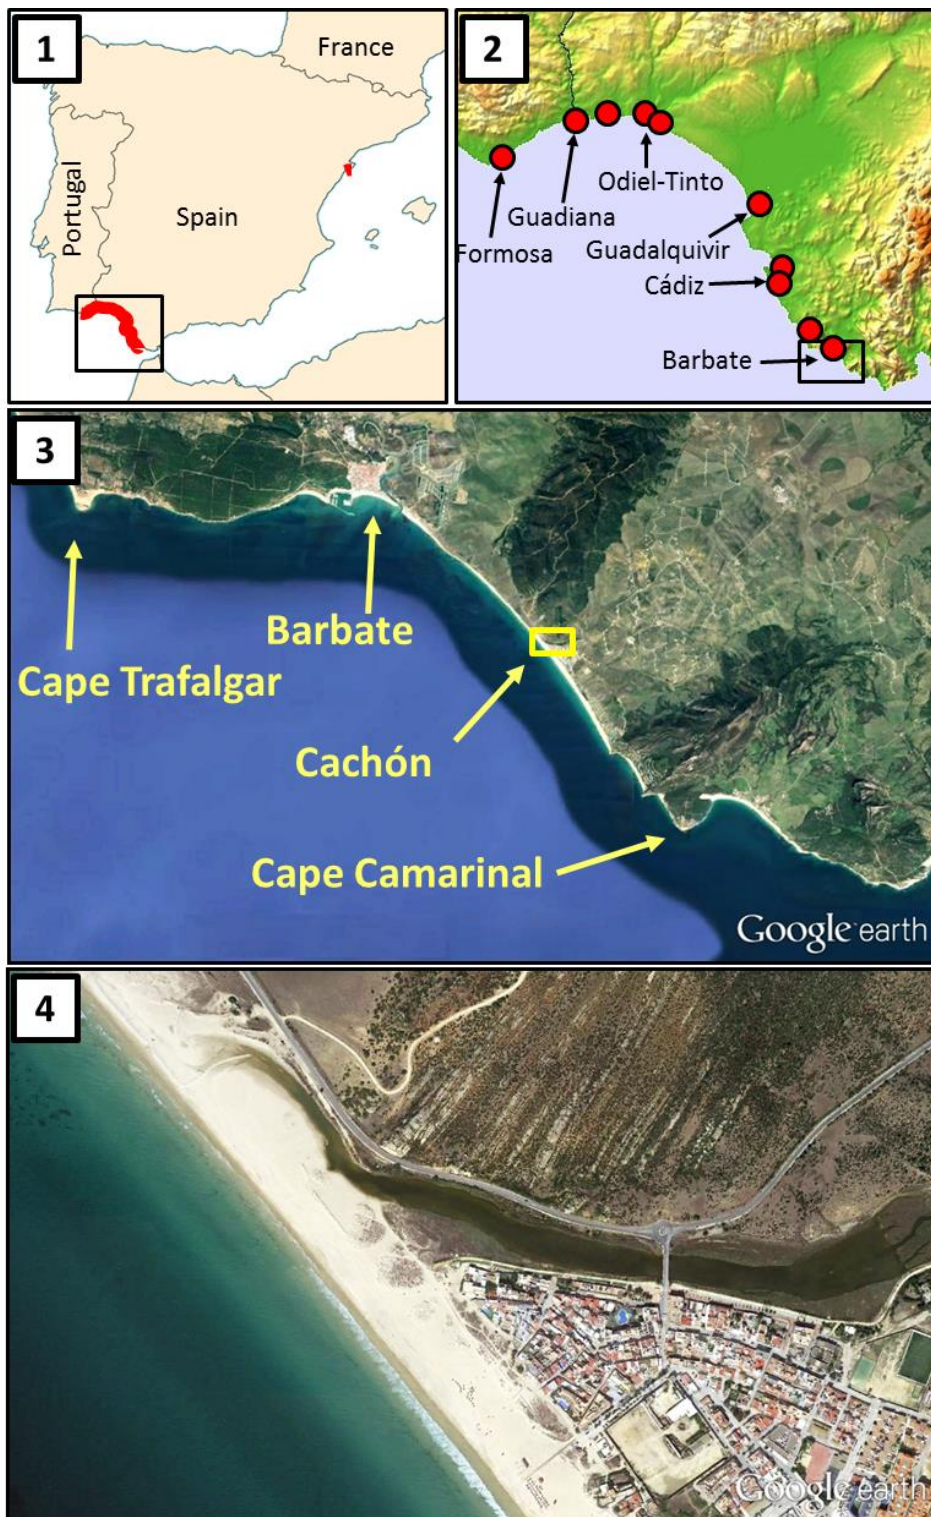 1
France
Portugal
Spain
2
Odiel-Tinto
Guadiana
Formosa
Guadalquivir
Cádiz
Barbate
3
Barbate
Cape Trafalgar
Cachón
Cape Camarinal
Google earth
4
Google earth